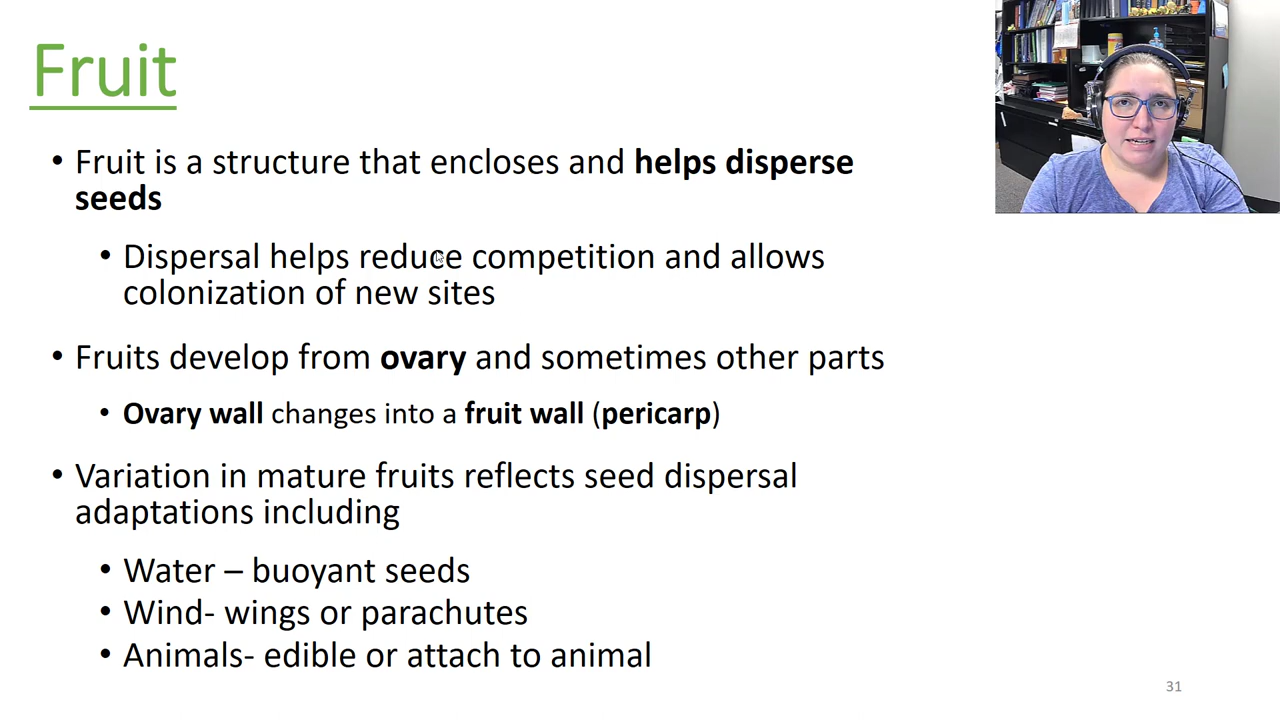 Fruit
• Fruit is a structure that encloses and helps disperse
seeds
• Dispersal helps reduce competition and allows
colonization of new sites
• Fruits develop from ovary and sometimes other parts
• Ovary wall changes into a fruit wall (pericarp)
• Variation in mature fruits reflects seed dispersal
adaptations including
• Water – buoyant seeds
• Wind- wings or parachutes
• Animals- edible or attach to animal
31